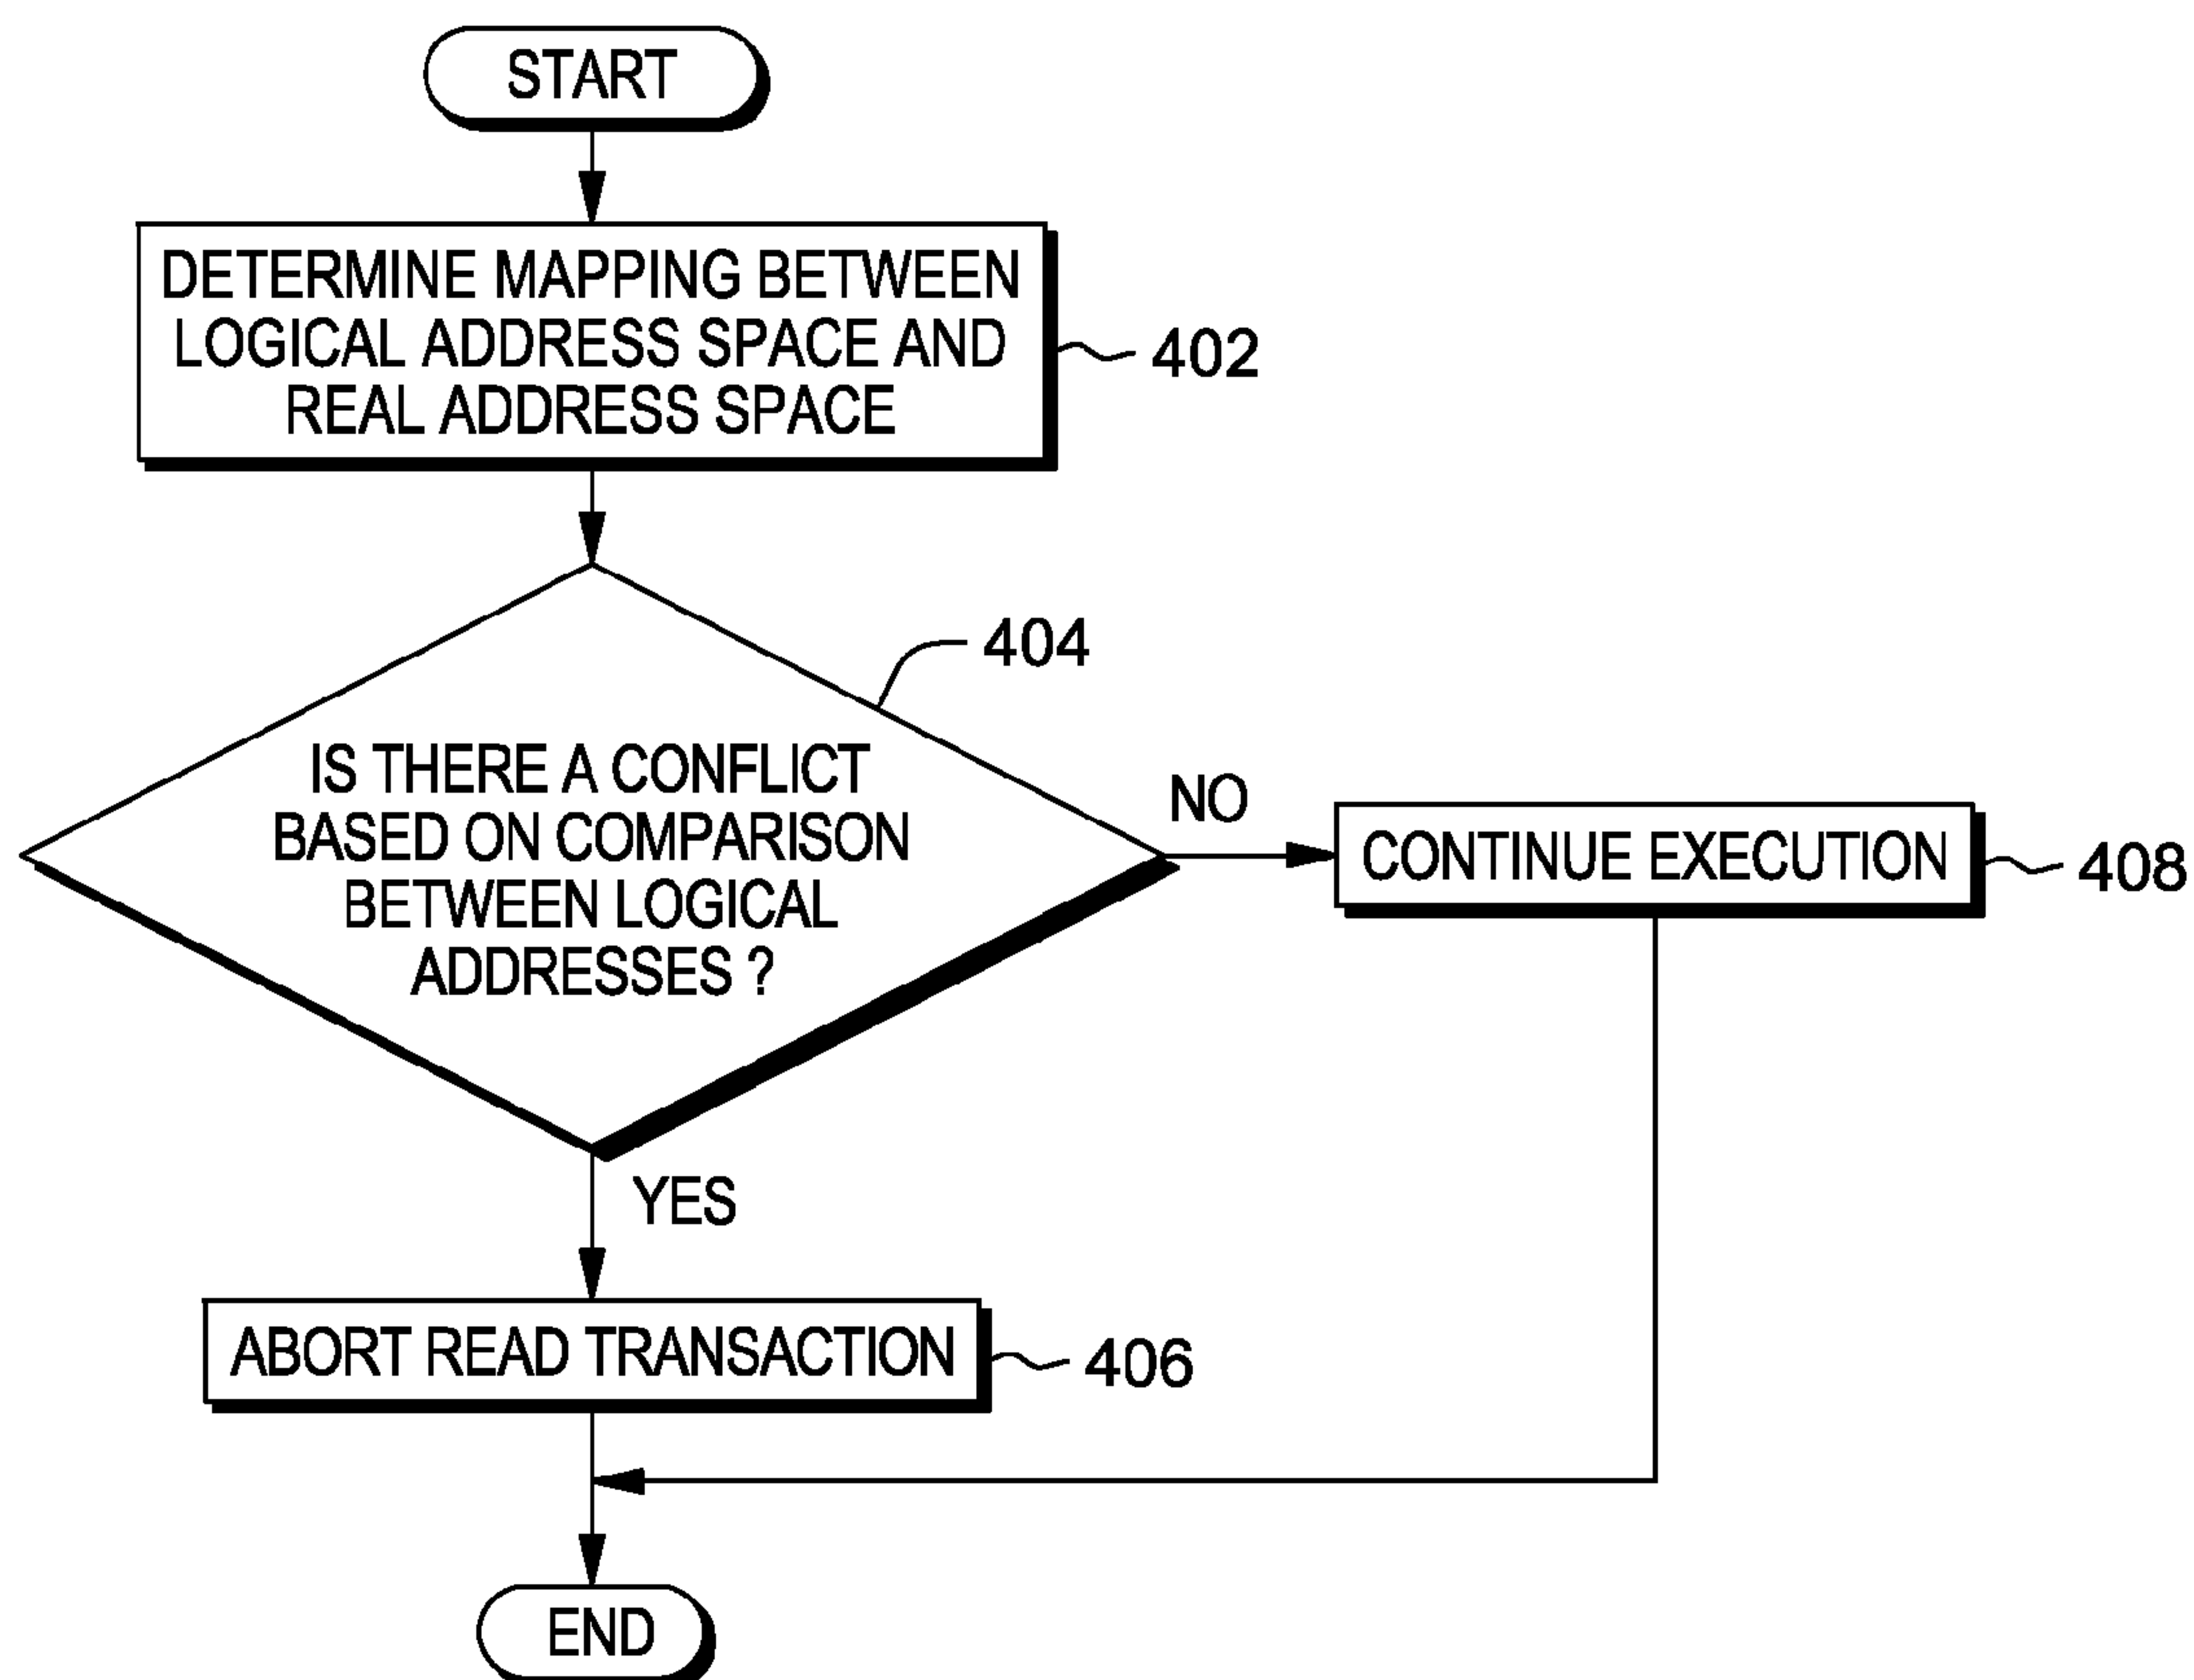 START
DETERMINE MAPPING BETWEEN
LOGICAL ADDRESS SPACE AND
REAL ADDRESS SPACE
402
404
IS THERE A CONFLICT
BASED ON COMPARISON
BETWEEN LOGICAL
ADDRESSES ?
NO
CONTINUE EXECUTION
408
YES
ABORT READ TRANSACTION
406
END